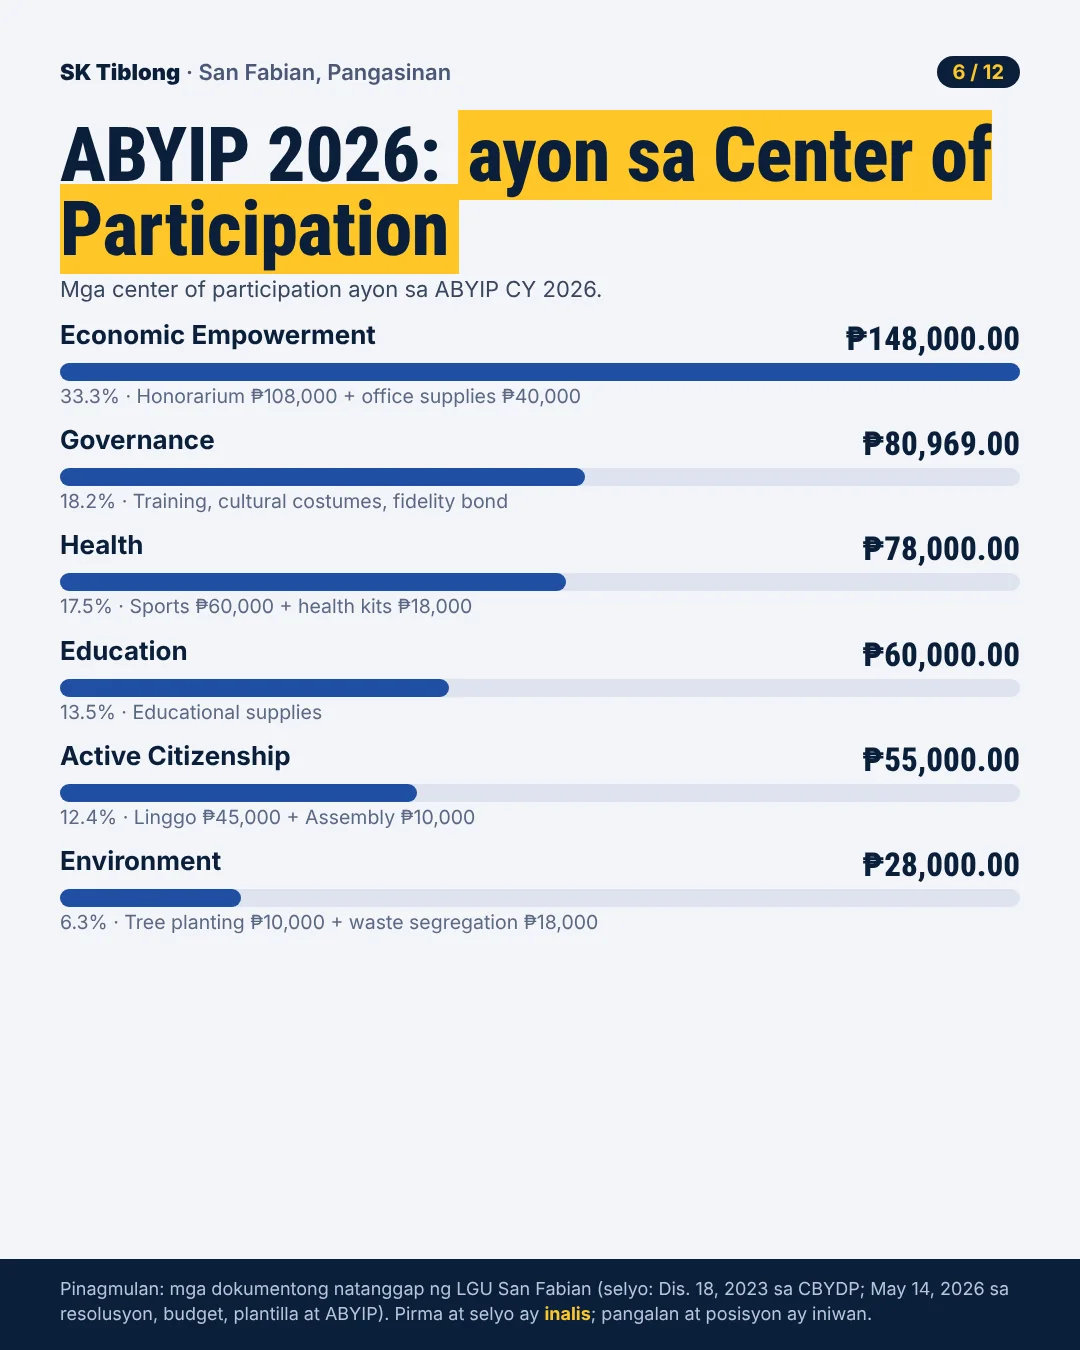 SK Tiblong · San Fabian, Pangasinan
6 / 12
ABYIP 2026: ayon sa Center of
Participation
Mga center of participation ayon sa ABYIP CY 2026.
Economic Empowerment
₱148,000.00
33.3% · Honorarium ₱108,000 + office supplies ₱40,000
Governance
₱80,969.00
18.2% · Training, cultural costumes, fidelity bond
Health
₱78,000.00
17.5% · Sports ₱60,000 + health kits ₱18,000
Education
₱60,000.00
13.5% · Educational supplies
Active Citizenship
₱55,000.00
12.4% · Linggo ₱45,000 + Assembly ₱10,000
Environment
₱28,000.00
6.3% · Tree planting ₱10,000 + waste segregation ₱18,000
Pinagmulan: mga dokumentong natanggap ng LGU San Fabian (selyo: Dis. 18, 2023 sa CBYDP; May 14, 2026 sa
resolusyon, budget, plantilla at ABYIP). Pirma at selyo ay inalis; pangalan at posisyon ay iniwan.